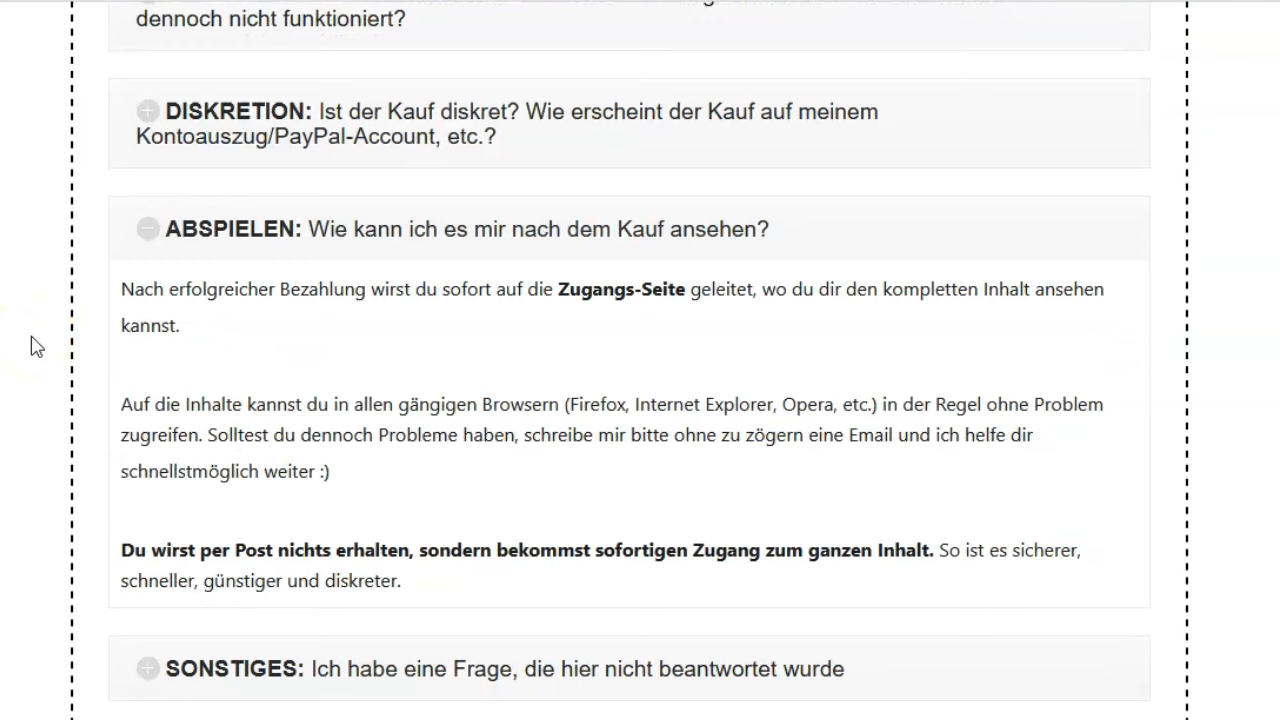 dennoch nicht funktioniert?
DISKRETION: Ist der Kauf diskret? Wie erscheint der Kauf auf meinem
Kontoauszug/PayPal-Account, etc.?
ABSPIELEN: Wie kann ich es mir nach dem Kauf ansehen?
Nach erfolgreicher Bezahlung wirst du sofort auf die Zugangs-Seite geleitet, wo du dir den kompletten Inhalt ansehen
kannst.
Auf die Inhalte kannst du in allen gängigen Browsern (Firefox, Internet Explorer, Opera, etc.) in der Regel ohne Problem
zugreifen. Solltest du dennoch Probleme haben, schreibe mir bitte ohne zu zögern eine Email und ich helfe dir
schnellstmöglich weiter :)
Du wirst per Post nichts erhalten, sondern bekommst sofortigen Zugang zum ganzen Inhalt. So ist es sicherer,
schneller, günstiger und diskreter.
SONSTIGES: Ich habe eine Frage, die hier nicht beantwortet wurde